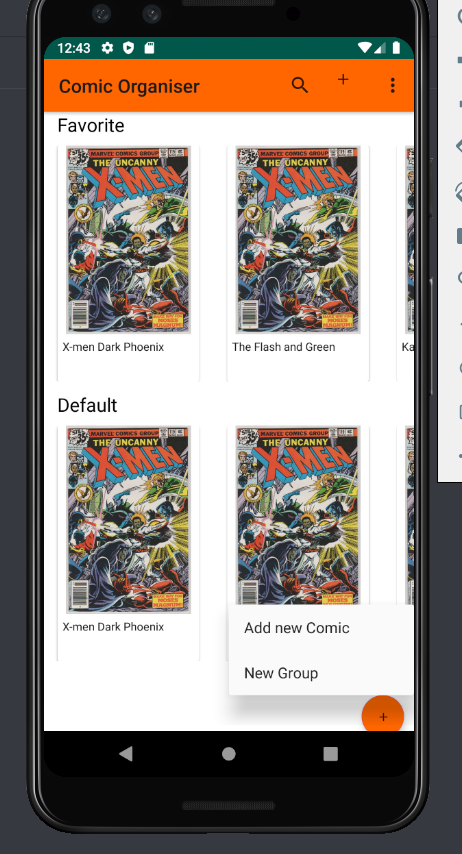 12:43
Comic Organiser
Favorite
MARVEL COMICS GROUP
THE UNCANNY
X-MEN
MARVEL COMICS GROUP
THE UNCANNY
X-MEN
X-men Dark Phoenix
The Flash and Green
Ka
Default
MARVEL COMICS GROUP
THE UNCANNY
X-MEN
MARVEL COMICS GROUP
THE UNCANNY
X-MEN
X-men Dark Phoenix
Add new Comic
New Group